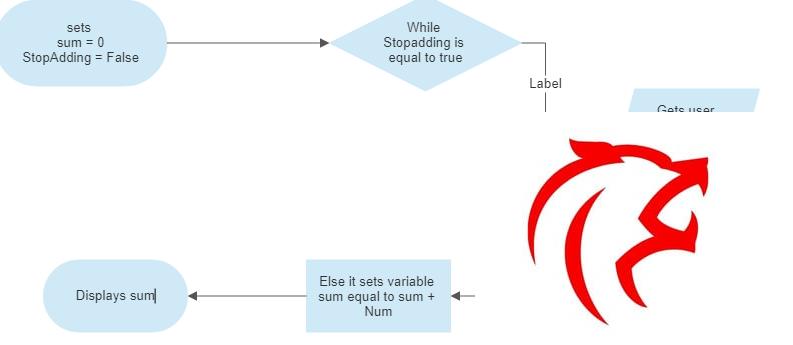 sets
sum = 0
StopAdding = False
While
Stopadding is
equal to true
Label
Gets user
Displays sum
Else it sets variable
sum equal to sum +
Num